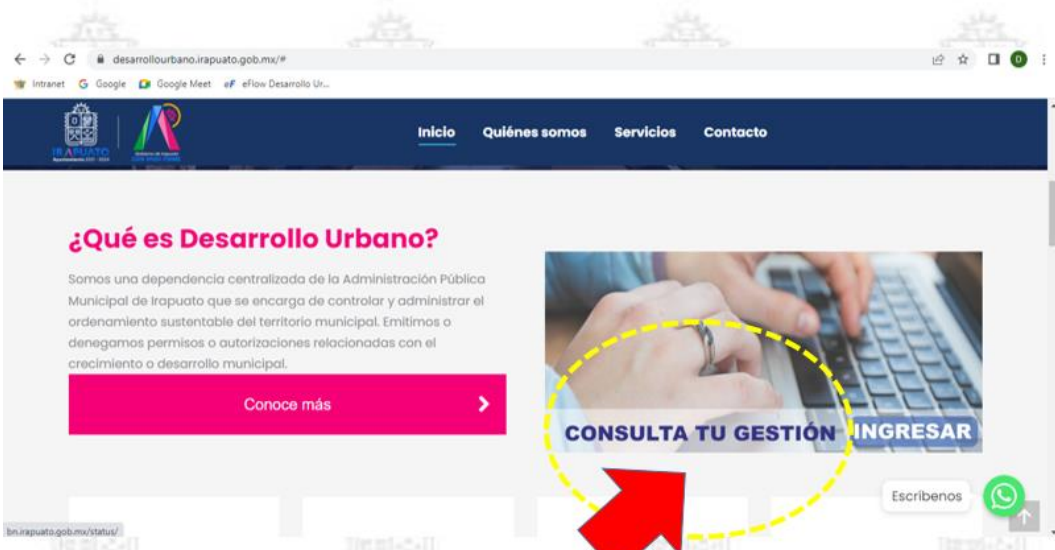 desarrollourbano.irapuato.gob.mx/#
Intranet Google Google Meet eF eFlow Desarrollo Ur...
IRAPUATO
Inicio Quiénes somos Servicios Contacto
¿Qué es Desarrollo Urbano?
Somos una dependencia centralizada de la Administración Pública
Municipal de Irapuato que se encarga de controlar y administrar el
ordenamiento sustentable del territorio municipal. Emitimos o
denegamos permisos o autorizaciones relacionadas con el
crecimiento o desarrollo municipal.
Conoce más
CONSULTA TU GESTIÓN INGRESAR
Escríbenos
bn.irapuato.gob.mx/status/